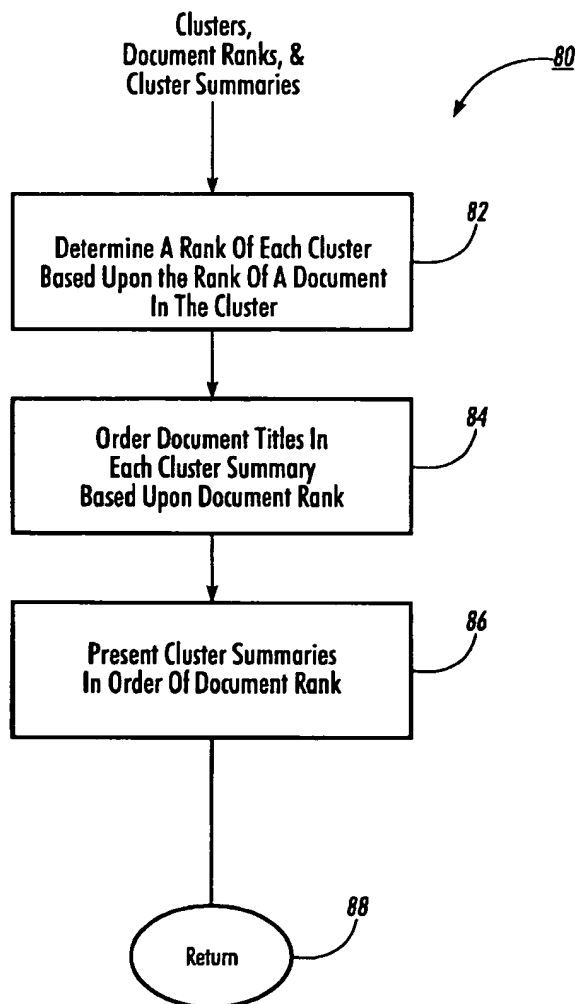 Clusters,
Document Ranks, &
Cluster Summaries
80
82
Determine A Rank Of Each Cluster
Based Upon the Rank Of A Document
In The Cluster
84
Order Document Titles In
Each Cluster Summary
Based Upon Document Rank
86
Present Cluster Summaries
In Order Of Document Rank
88
Return